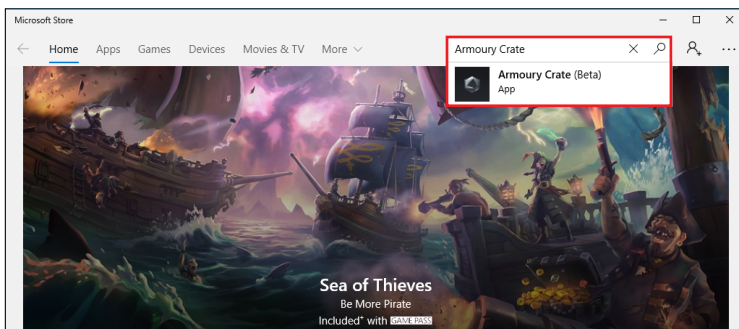 Microsoft Store
Home Apps Games Devices Movies & TV More
Armoury Crate
Armoury Crate (Beta)
App
Sea of Thieves
Be More Pirate
Included+ with GAME PASS